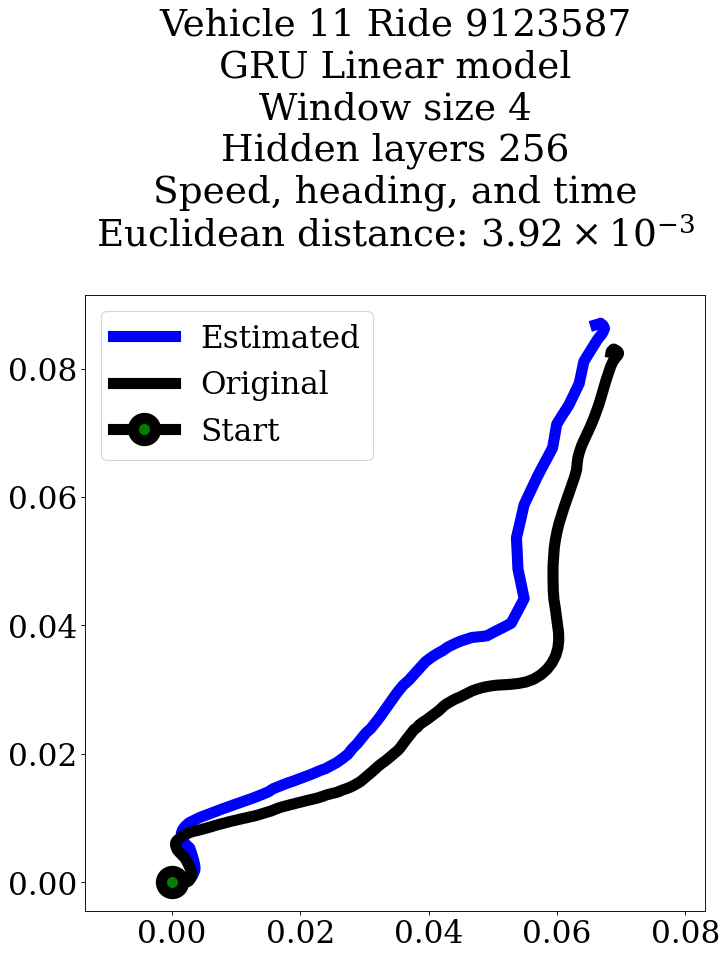 Vehicle 11 Ride 9123587
GRU Linear model
Window size 4
Hidden layers 256
Speed, heading, and time
Euclidean distance: 3.92 × 10⁻³
Estimated
Original
Start
0.08
0.06
0.04
0.02
0.00
0.00 0.02 0.04 0.06 0.08